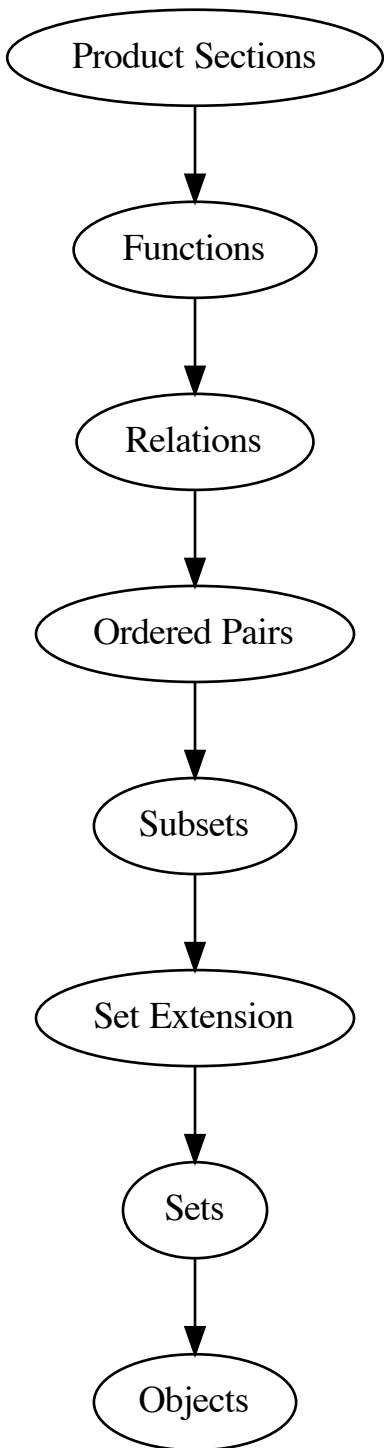 Product Sections
Functions
Relations
Ordered Pairs
Subsets
Set Extension
Sets
Objects